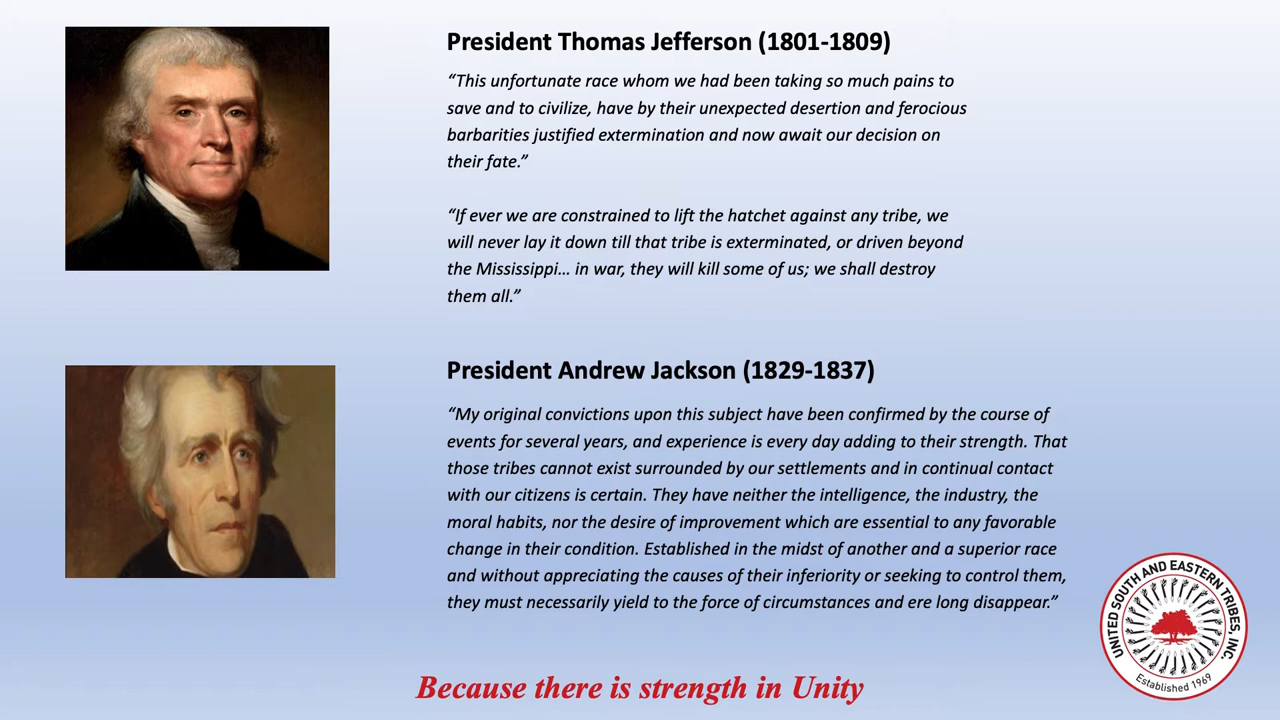 President Thomas Jefferson (1801-1809)
“This unfortunate race whom we had been taking so much pains to
save and to civilize, have by their unexpected desertion and ferocious
barbarities justified extermination and now await our decision on
their fate.”
“If ever we are constrained to lift the hatchet against any tribe, we
will never lay it down till that tribe is exterminated, or driven beyond
the Mississippi… in war, they will kill some of us; we shall destroy
them all.”
President Andrew Jackson (1829-1837)
“My original convictions upon this subject have been confirmed by the course of
events for several years, and experience is every day adding to their strength. That
those tribes cannot exist surrounded by our settlements and in continual contact
with our citizens is certain. They have neither the intelligence, the industry, the
moral habits, nor the desire of improvement which are essential to any favorable
change in their condition. Established in the midst of another and a superior race
and without appreciating the causes of their inferiority or seeking to control them,
they must necessarily yield to the force of circumstances and ere long disappear.”
UNITED SOUTH AND EASTERN TRIBES, INC.
Established 1969
Because there is strength in Unity